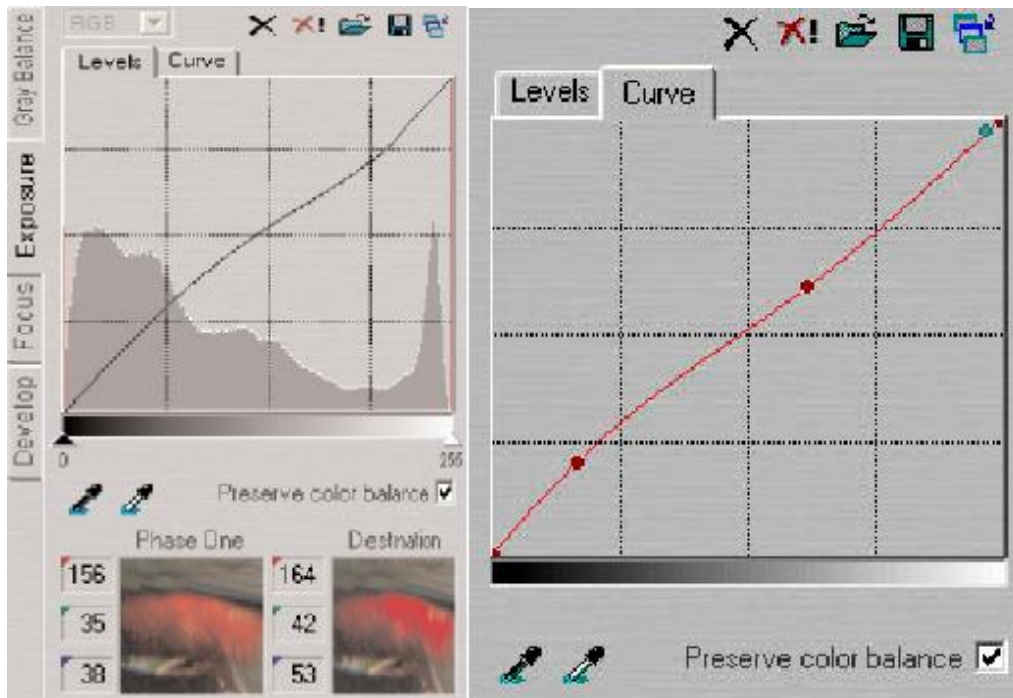 Gray Balance
Exposure
Focus
Develop
RGB
Levels
Curve
0
255
Preserve color balance
Phase One
Destination
156
35
38
164
42
53
Levels
Curve
Preserve color balance